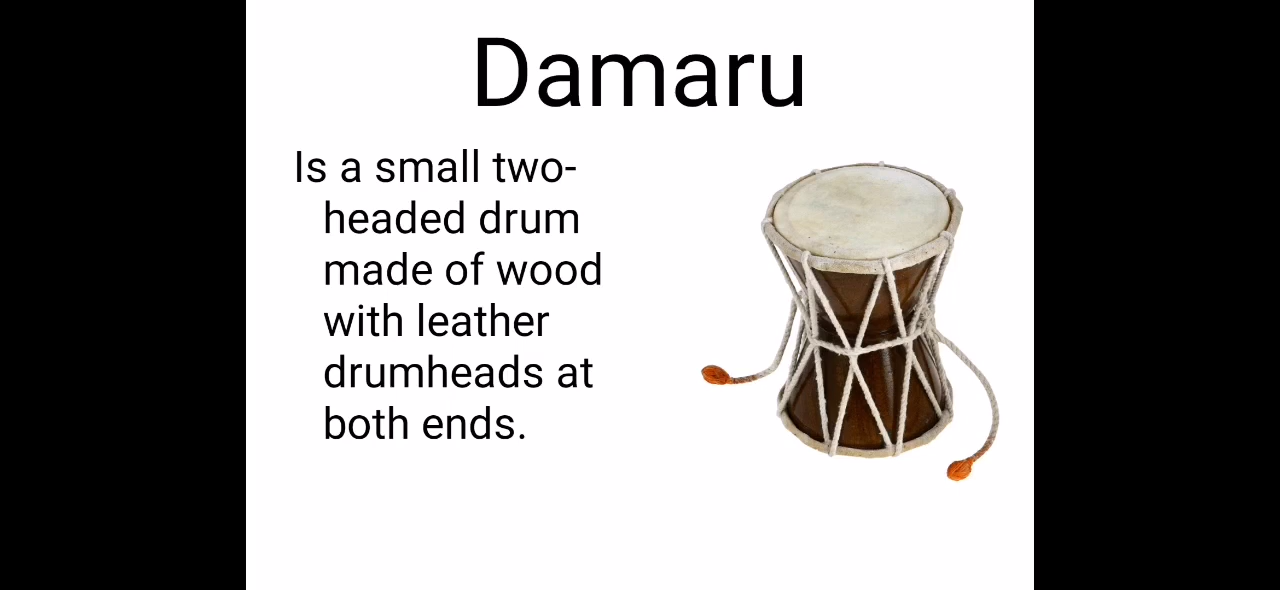 Damaru
Is a small two-
headed drum
made of wood
with leather
drumheads at
both ends.